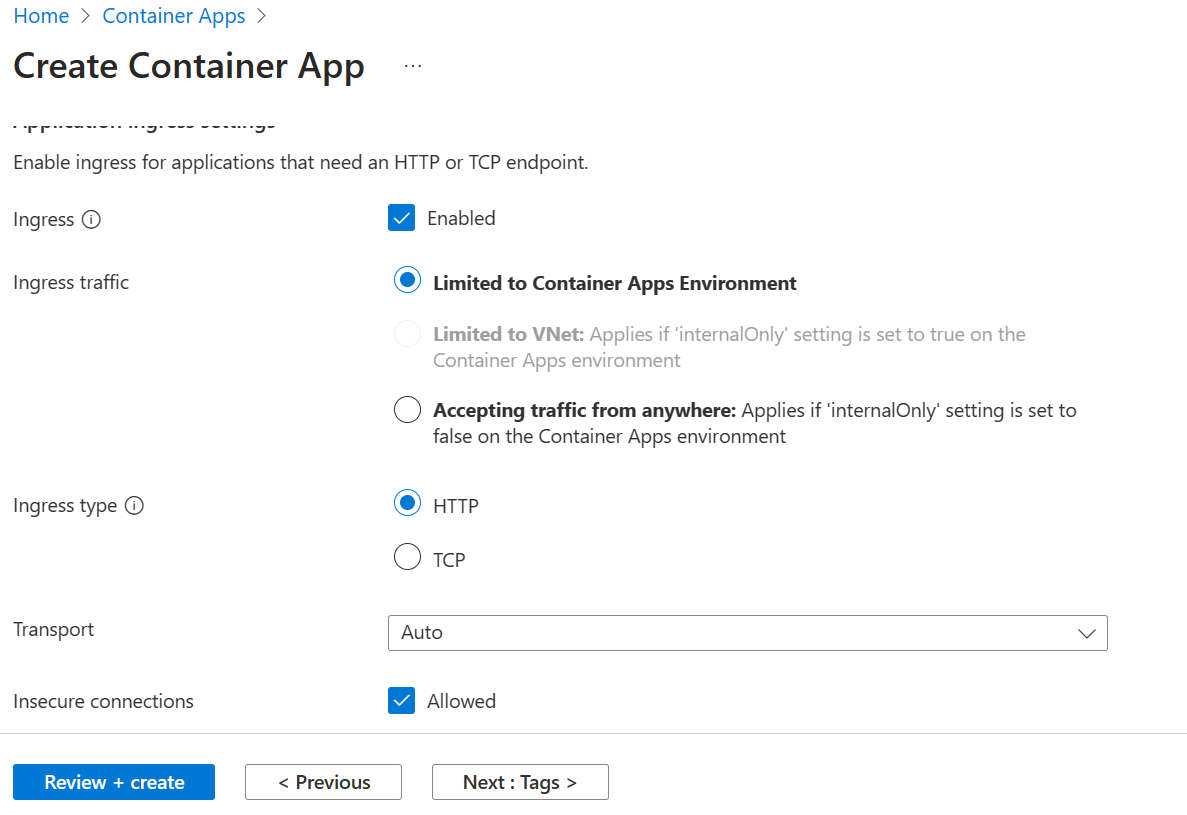 Home > Container Apps >
Create Container App ...
Application ingress settings
Enable ingress for applications that need an HTTP or TCP endpoint.
Ingress
Enabled
Ingress traffic
Limited to Container Apps Environment
Limited to VNet: Applies if 'internalOnly' setting is set to true on the
Container Apps environment
Accepting traffic from anywhere: Applies if 'internalOnly' setting is set to
false on the Container Apps environment
Ingress type
HTTP
TCP
Transport
Auto
Insecure connections
Allowed
Review + create
< Previous
Next : Tags >